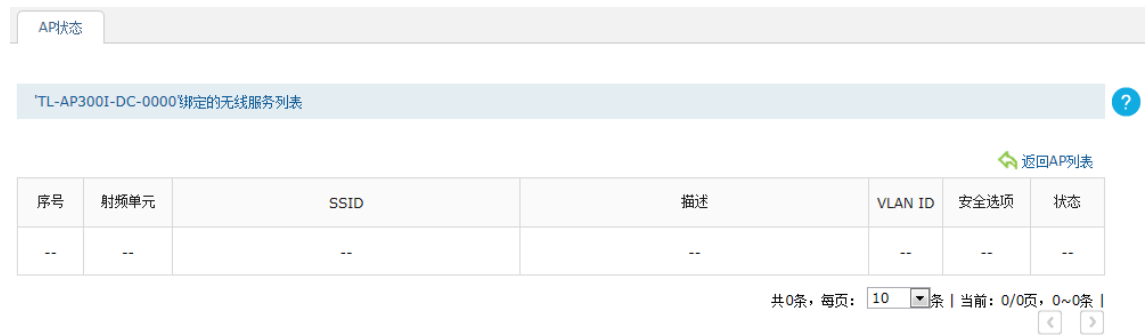 AP状态
'TL-AP300I-DC-0000'绑定的无线服务列表
?
返回AP列表
序号 射频单元 SSID 描述 VLAN ID 安全选项 状态
-- -- -- -- -- -- --
共0条，每页： 10 条 | 当前：0/0页，0~0条 |
< >